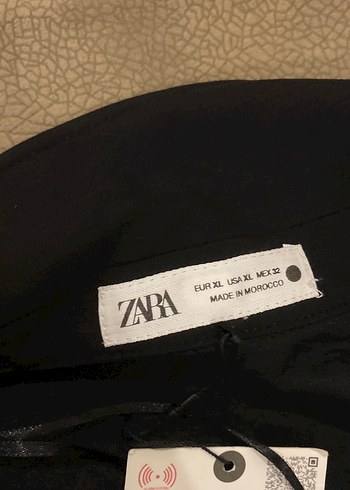 ZARA
EUR XL USA XL MEX 32
MADE IN MOROCCO